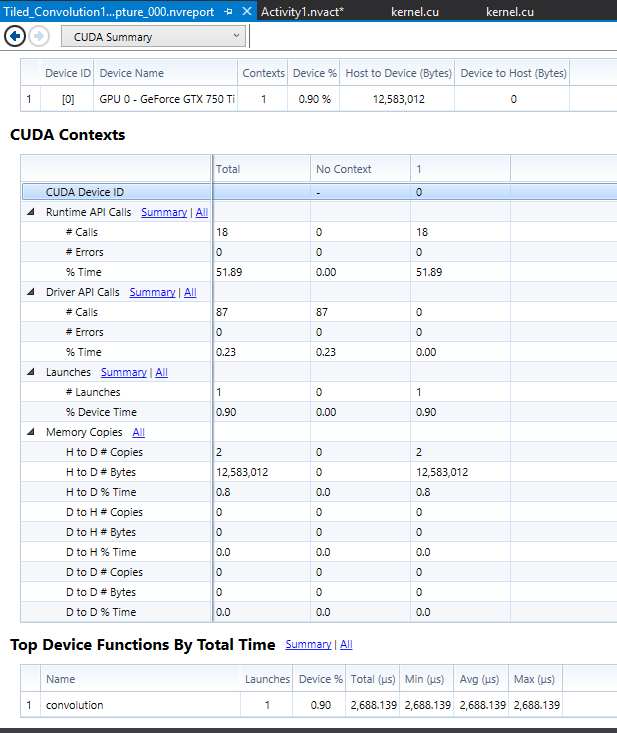 Tiled_Convolution1...pture_000.nvreport Activity1.nvact* kernel.cu kernel.cu
CUDA Summary
Device ID Device Name Contexts Device % Host to Device (Bytes) Device to Host (Bytes)
1 [0] GPU 0 - GeForce GTX 750 Ti 1 0.90 % 12,583,012 0
CUDA Contexts
Total No Context 1
CUDA Device ID - 0
Runtime API Calls Summary | All
# Calls 18 0 18
# Errors 0 0 0
% Time 51.89 0.00 51.89
Driver API Calls Summary | All
# Calls 87 87 0
# Errors 0 0 0
% Time 0.23 0.23 0.00
Launches Summary | All
# Launches 1 0 1
% Device Time 0.90 0.00 0.90
Memory Copies All
H to D # Copies 2 0 2
H to D # Bytes 12,583,012 0 12,583,012
H to D % Time 0.8 0.0 0.8
D to H # Copies 0 0 0
D to H # Bytes 0 0 0
D to H % Time 0.0 0.0 0.0
D to D # Copies 0 0 0
D to D # Bytes 0 0 0
D to D % Time 0.0 0.0 0.0
Top Device Functions By Total Time Summary | All
Name Launches Device % Total (µs) Min (µs) Avg (µs) Max (µs)
1 convolution 1 0.90 2,688.139 2,688.139 2,688.139 2,688.139